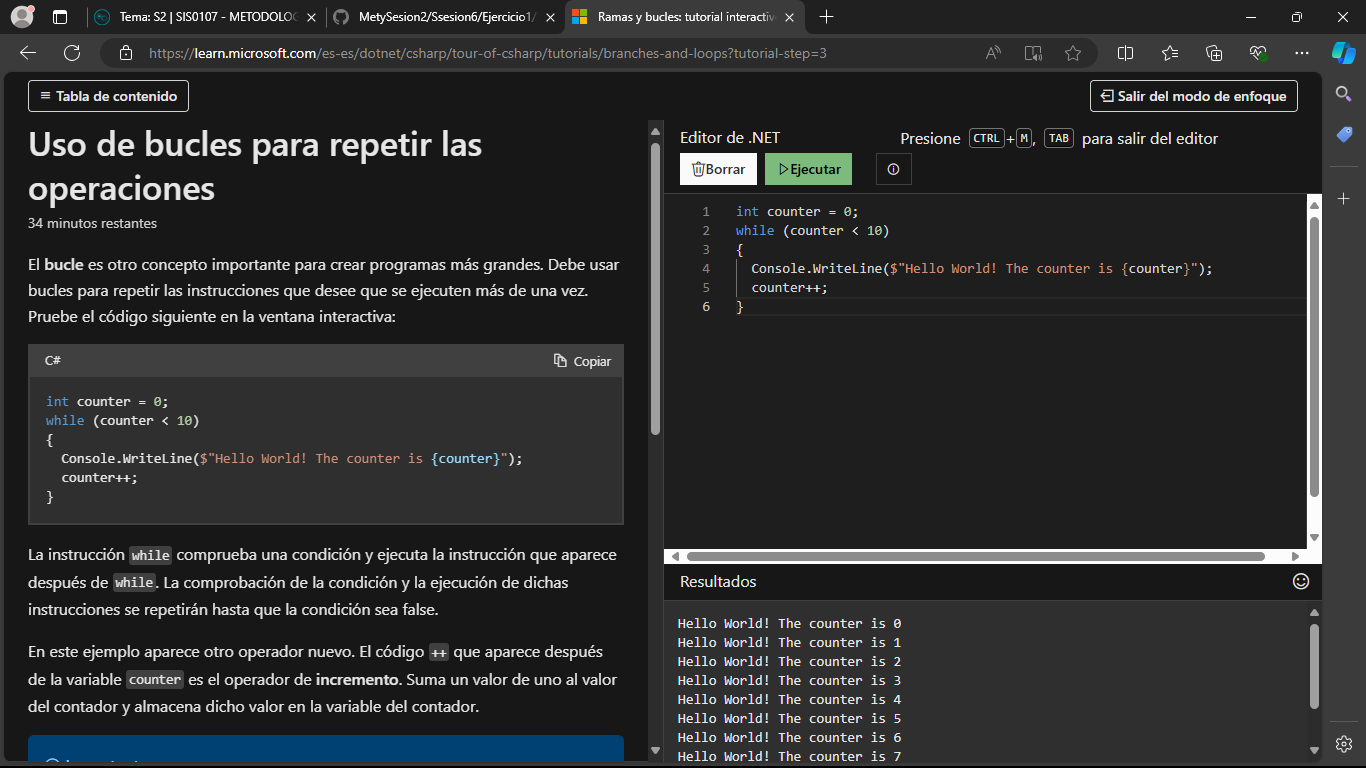 Tema: S2 | SIS0107 - METODOLO
MetySesion2/Ssesion6/Ejercicio1/
Ramas y bucles: tutorial interactiv
https://learn.microsoft.com/es-es/dotnet/csharp/tour-of-csharp/tutorials/branches-and-loops?tutorial-step=3
Tabla de contenido
Salir del modo de enfoque
Uso de bucles para repetir las
operaciones
34 minutos restantes
El bucle es otro concepto importante para crear programas más grandes. Debe usar
bucles para repetir las instrucciones que desee que se ejecuten más de una vez.
Pruebe el código siguiente en la ventana interactiva:
C#
Copiar
int counter = 0;
while (counter < 10)
{
  Console.WriteLine($"Hello World! The counter is {counter}");
  counter++;
}
La instrucción while comprueba una condición y ejecuta la instrucción que aparece
después de while. La comprobación de la condición y la ejecución de dichas
instrucciones se repetirán hasta que la condición sea false.
En este ejemplo aparece otro operador nuevo. El código ++ que aparece después
de la variable counter es el operador de incremento. Suma un valor de uno al valor
del contador y almacena dicho valor en la variable del contador.
Editor de .NET
Presione CTRL+M, TAB para salir del editor
Borrar
Ejecutar
1 int counter = 0;
2 while (counter < 10)
3 {
4   Console.WriteLine($"Hello World! The counter is {counter}");
5   counter++;
6 }
Resultados
Hello World! The counter is 0
Hello World! The counter is 1
Hello World! The counter is 2
Hello World! The counter is 3
Hello World! The counter is 4
Hello World! The counter is 5
Hello World! The counter is 6
Hello World! The counter is 7